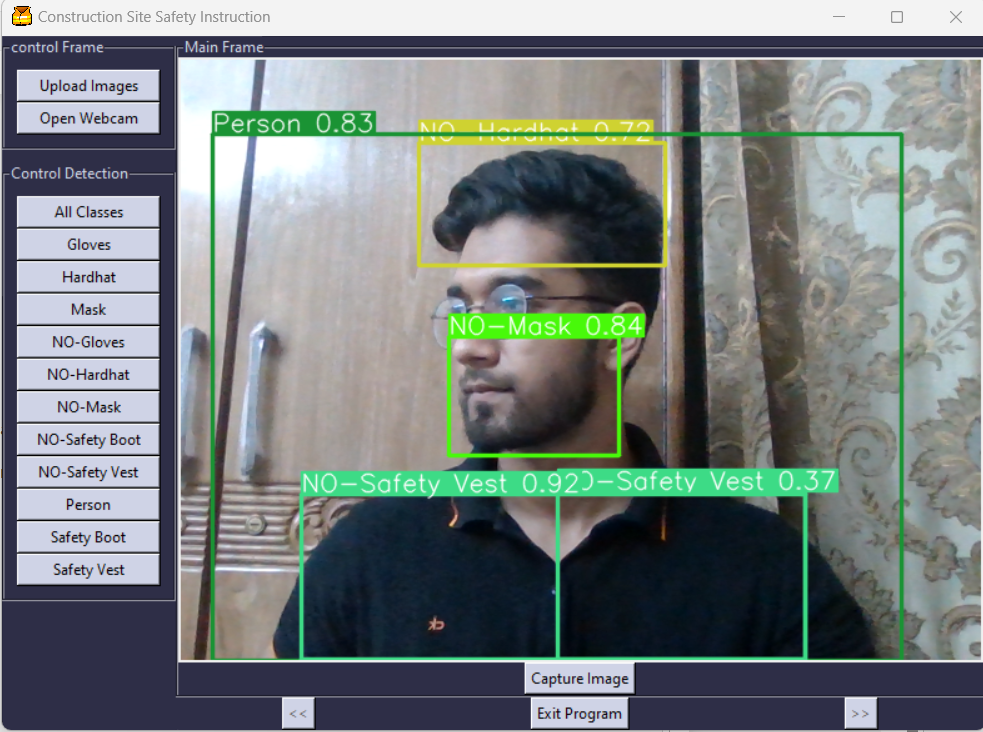 Construction Site Safety Instruction
control Frame
Upload Images
Open Webcam
Control Detection
All Classes
Gloves
Hardhat
Mask
NO-Gloves
NO-Hardhat
NO-Mask
NO-Safety Boot
NO-Safety Vest
Person
Safety Boot
Safety Vest
Main Frame
Person 0.83
NO-Hardhat 0.72
NO-Mask 0.84
NO-Safety Vest 0.92
O-Safety Vest 0.37
Capture Image
<< Exit Program >>